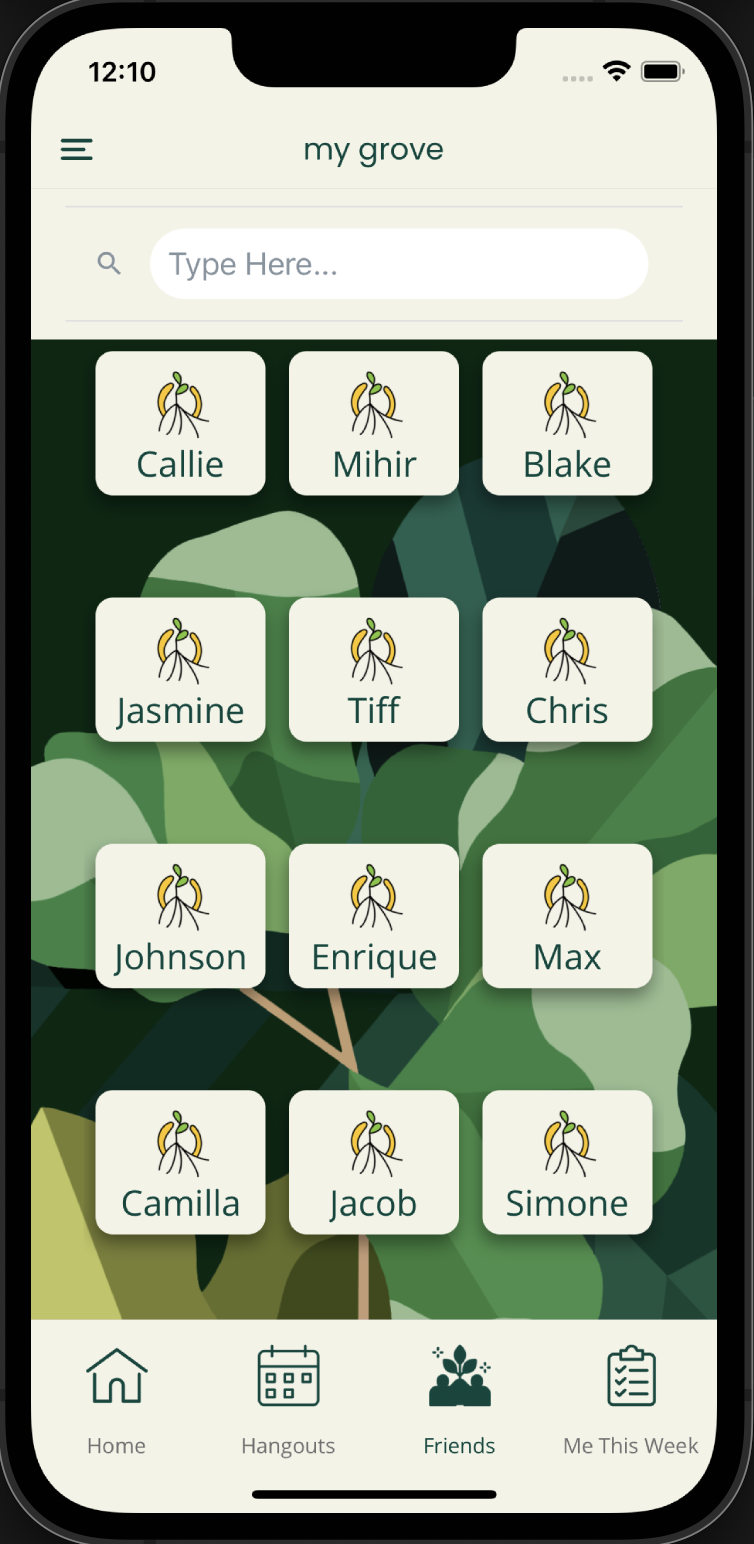 12:10
my grove
Type Here...
Callie Mihir Blake
Jasmine Tiff Chris
Johnson Enrique Max
Camilla Jacob Simone
Home Hangouts Friends Me This Week